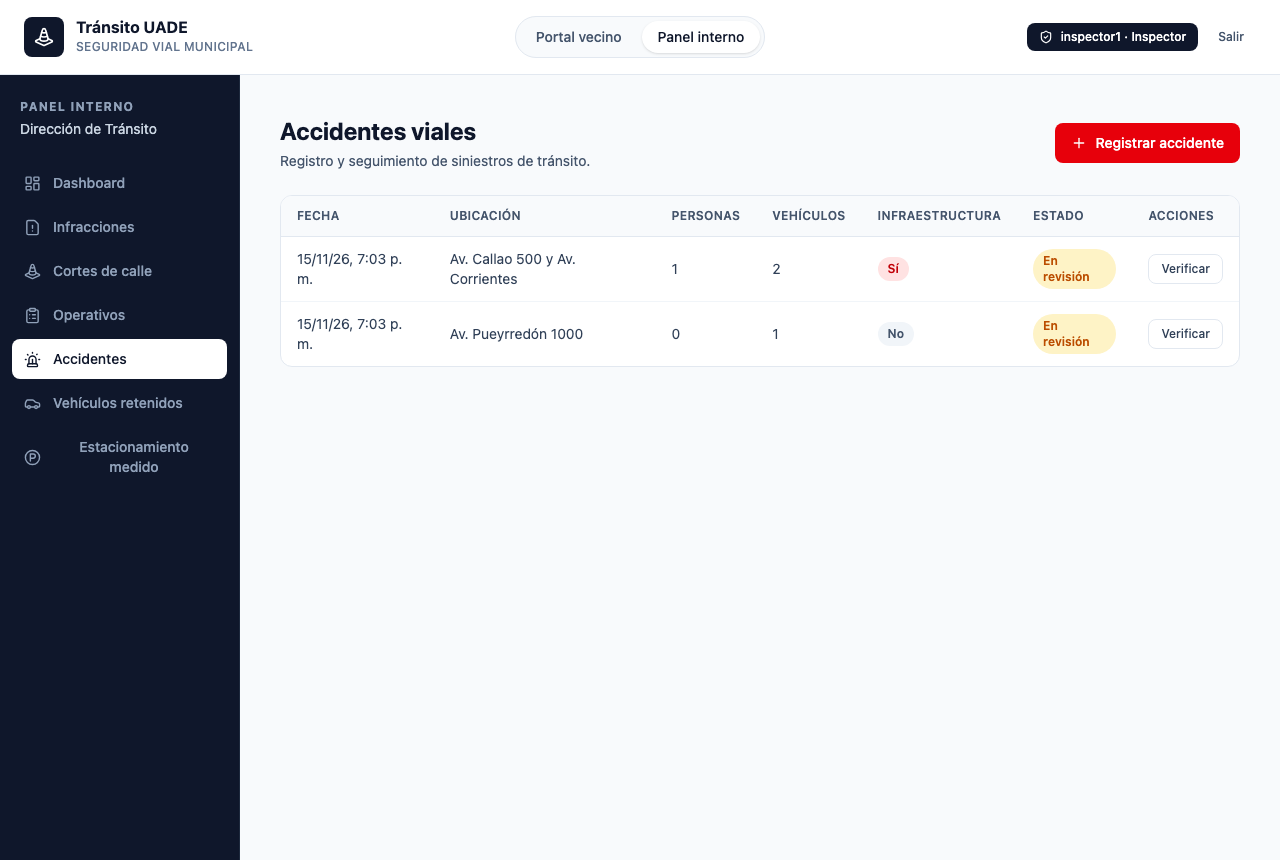 Tránsito UADE
SEGURIDAD VIAL MUNICIPAL
Portal vecino
Panel interno
inspector1 · Inspector
Salir
PANEL INTERNO
Dirección de Tránsito
Dashboard
Infracciones
Cortes de calle
Operativos
Accidentes
Vehículos retenidos
Estacionamiento
medido
Accidentes viales
Registro y seguimiento de siniestros de tránsito.
+ Registrar accidente
FECHA UBICACIÓN PERSONAS VEHÍCULOS INFRAESTRUCTURA ESTADO ACCIONES
15/11/26, 7:03 p.
m.
Av. Callao 500 y Av.
Corrientes
1
2
Sí
En
revisión
Verificar
15/11/26, 7:03 p.
m.
Av. Pueyrredón 1000
0
1
No
En
revisión
Verificar